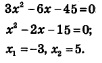 3x² − 6x − 45 = 0
x² − 2x − 15 = 0;
x₁ = −3, x₂ = 5.